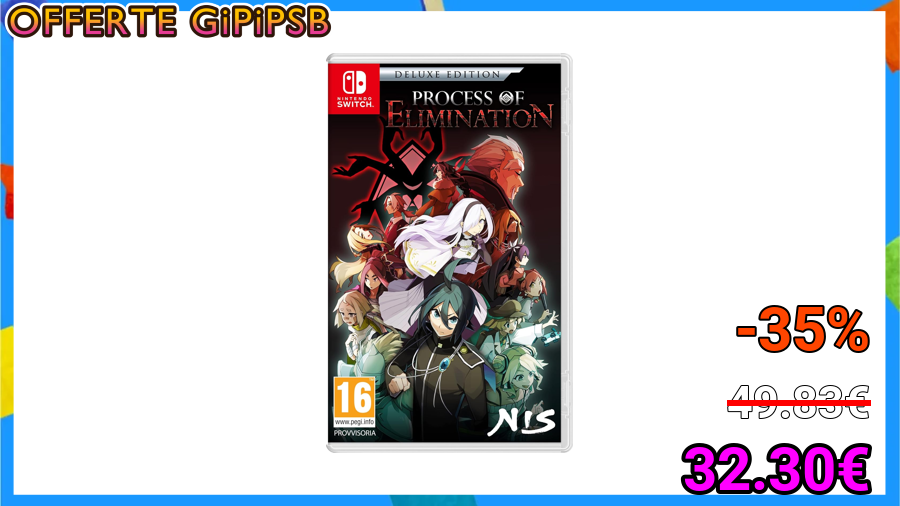 OFFERTE GiPiPSB
NINTENDO
SWITCH.
DELUXE EDITION
PROCESS OF
ELIMINATION
16
www.pegi.info
PROVVISORIA
NIS
-35%
49.83€
32.30€